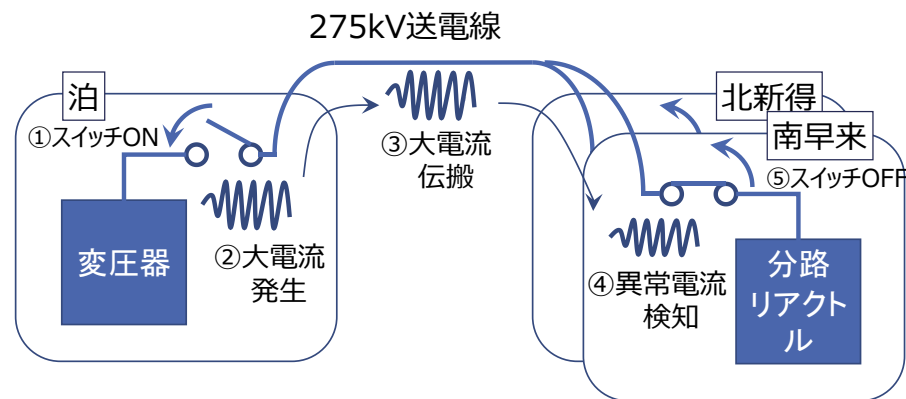 275kV送電線
泊
①スイッチON
変圧器
②大電流
発生
③大電流
伝搬
北新得
南早来
⑤スイッチOFF
④異常電流
検知
分路
リアクト
ル